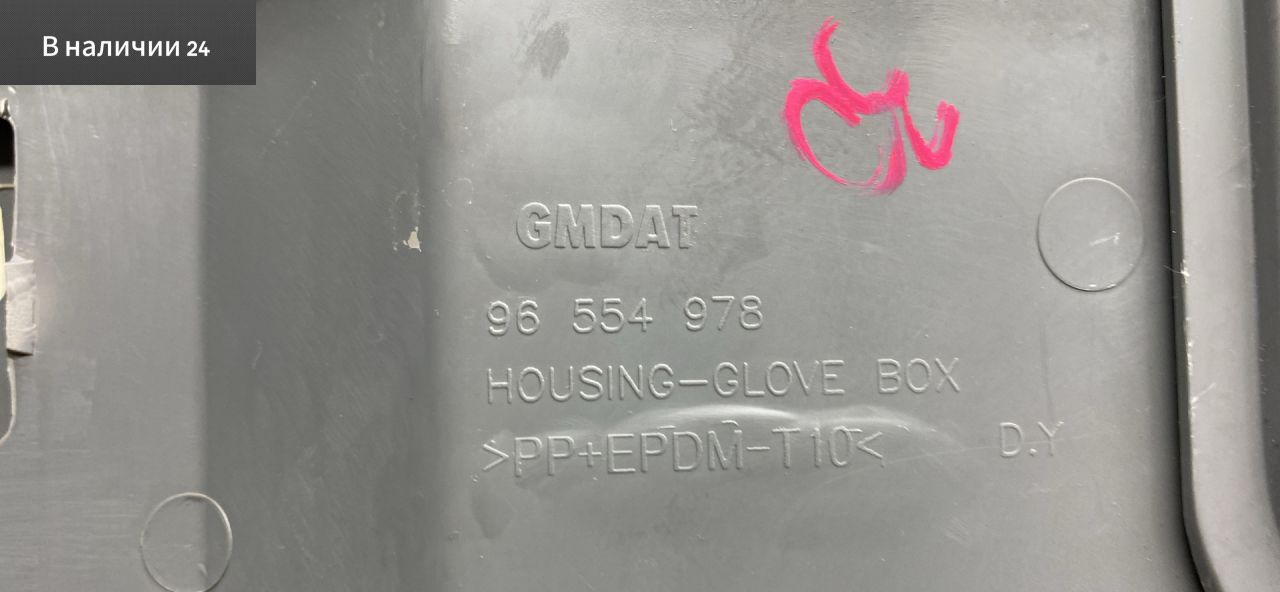 В наличии 24
GMDAT
96 554 978
HOUSING-GLOVE BOX
>PP+EPDM-T10< D.Y